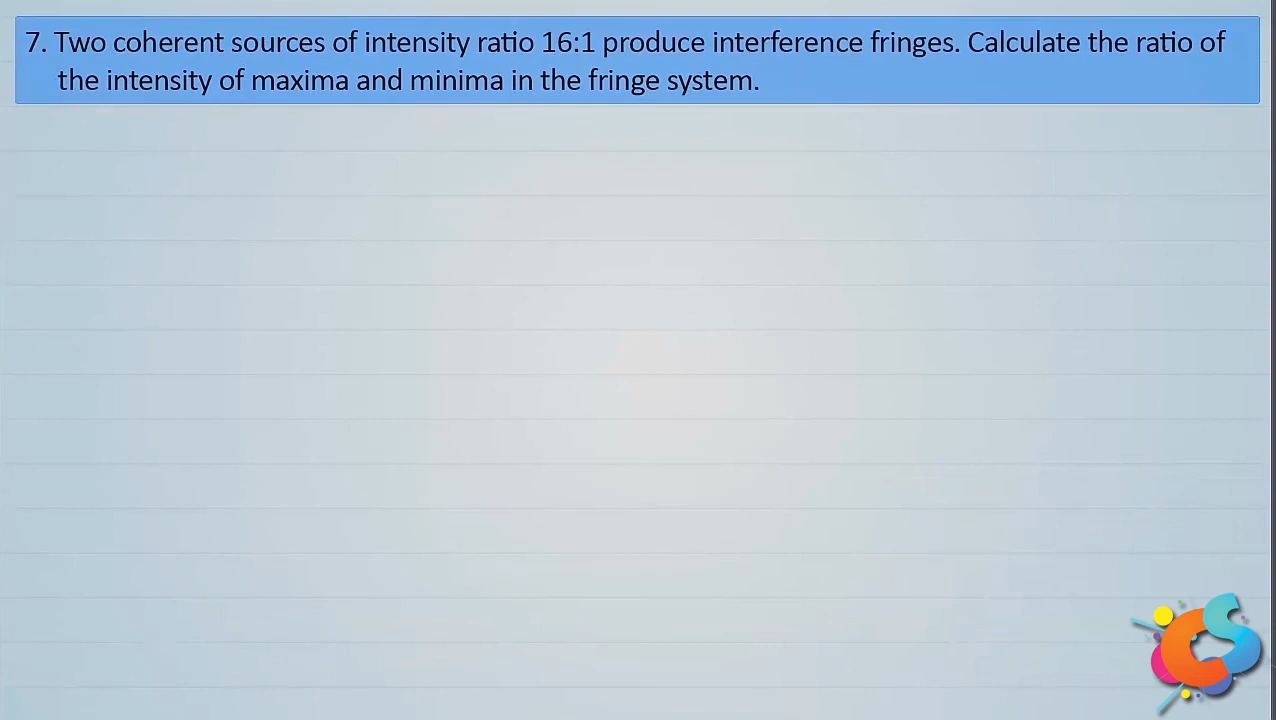 7. Two coherent sources of intensity ratio 16:1 produce interference fringes. Calculate the ratio of
the intensity of maxima and minima in the fringe system.
CS